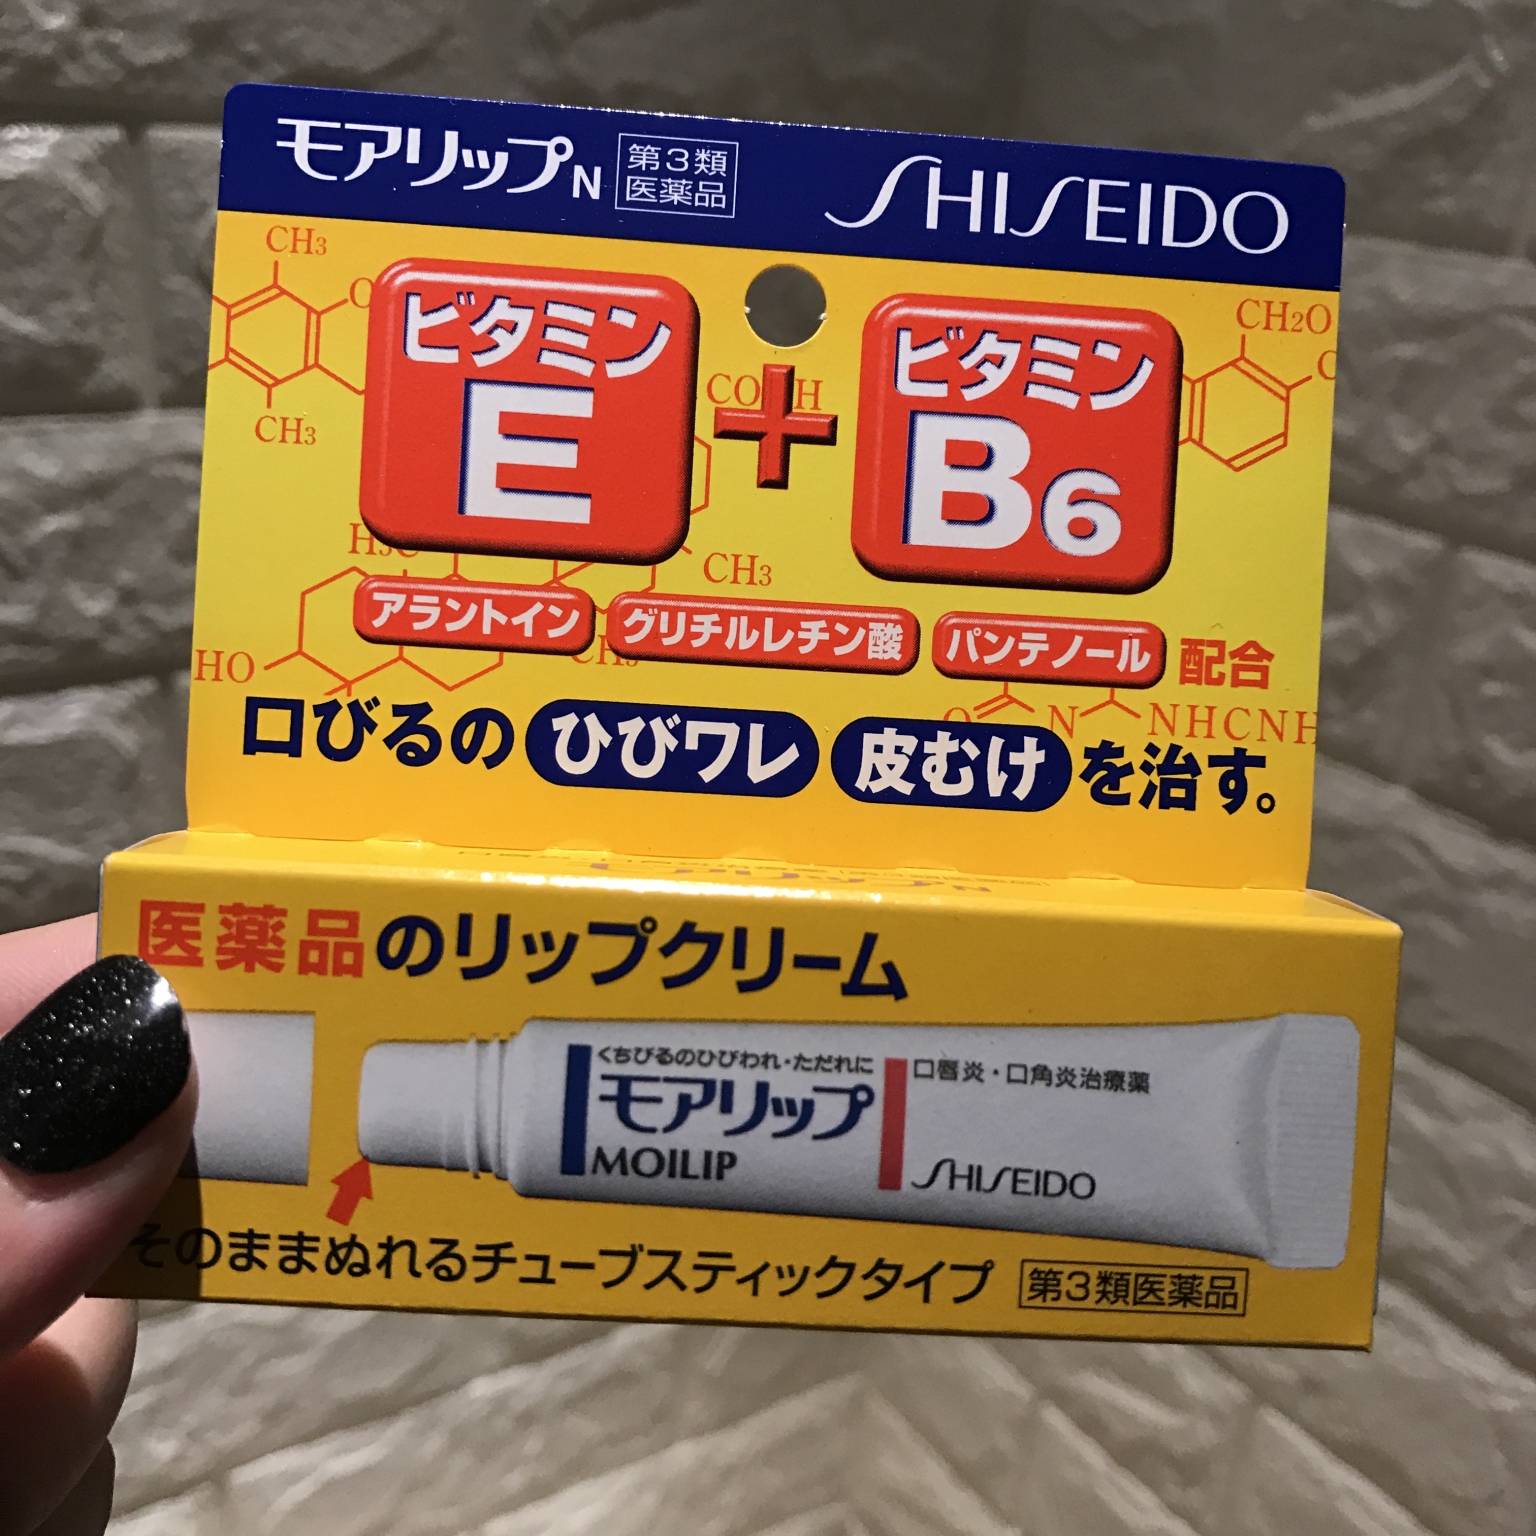 モアリップN
第3類
医薬品
SHISEIDO
CH3
CH2O
ビタミン
E
+
ビタミン
B6
CH3
CH3
アラントイン
グリチルレチン酸
パンテノール
配合
HO
N
NHCNH
口びるの ひびワレ 皮むけ を治す。
医薬品のリップクリーム
くちびるのひびわれ・ただれに
モアリップ
MOILIP
口唇炎・口角炎治療薬
SHISEIDO
そのままぬれるチューブスティックタイプ
第3類医薬品